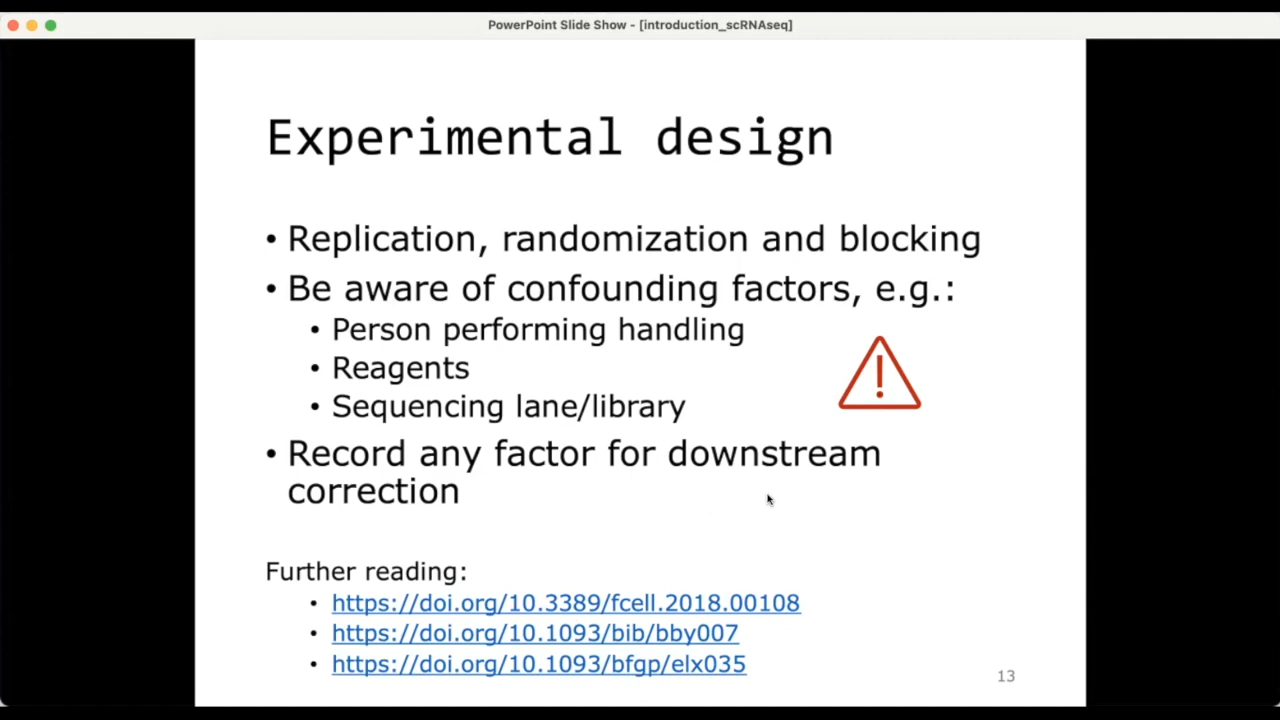 PowerPoint Slide Show - [introduction_scRNAseq]
Experimental design
• Replication, randomization and blocking
• Be aware of confounding factors, e.g.:
• Person performing handling
• Reagents
• Sequencing lane/library
• Record any factor for downstream
correction
Further reading:
• https://doi.org/10.3389/fcell.2018.00108
• https://doi.org/10.1093/bib/bby007
• https://doi.org/10.1093/bfgp/elx035
13